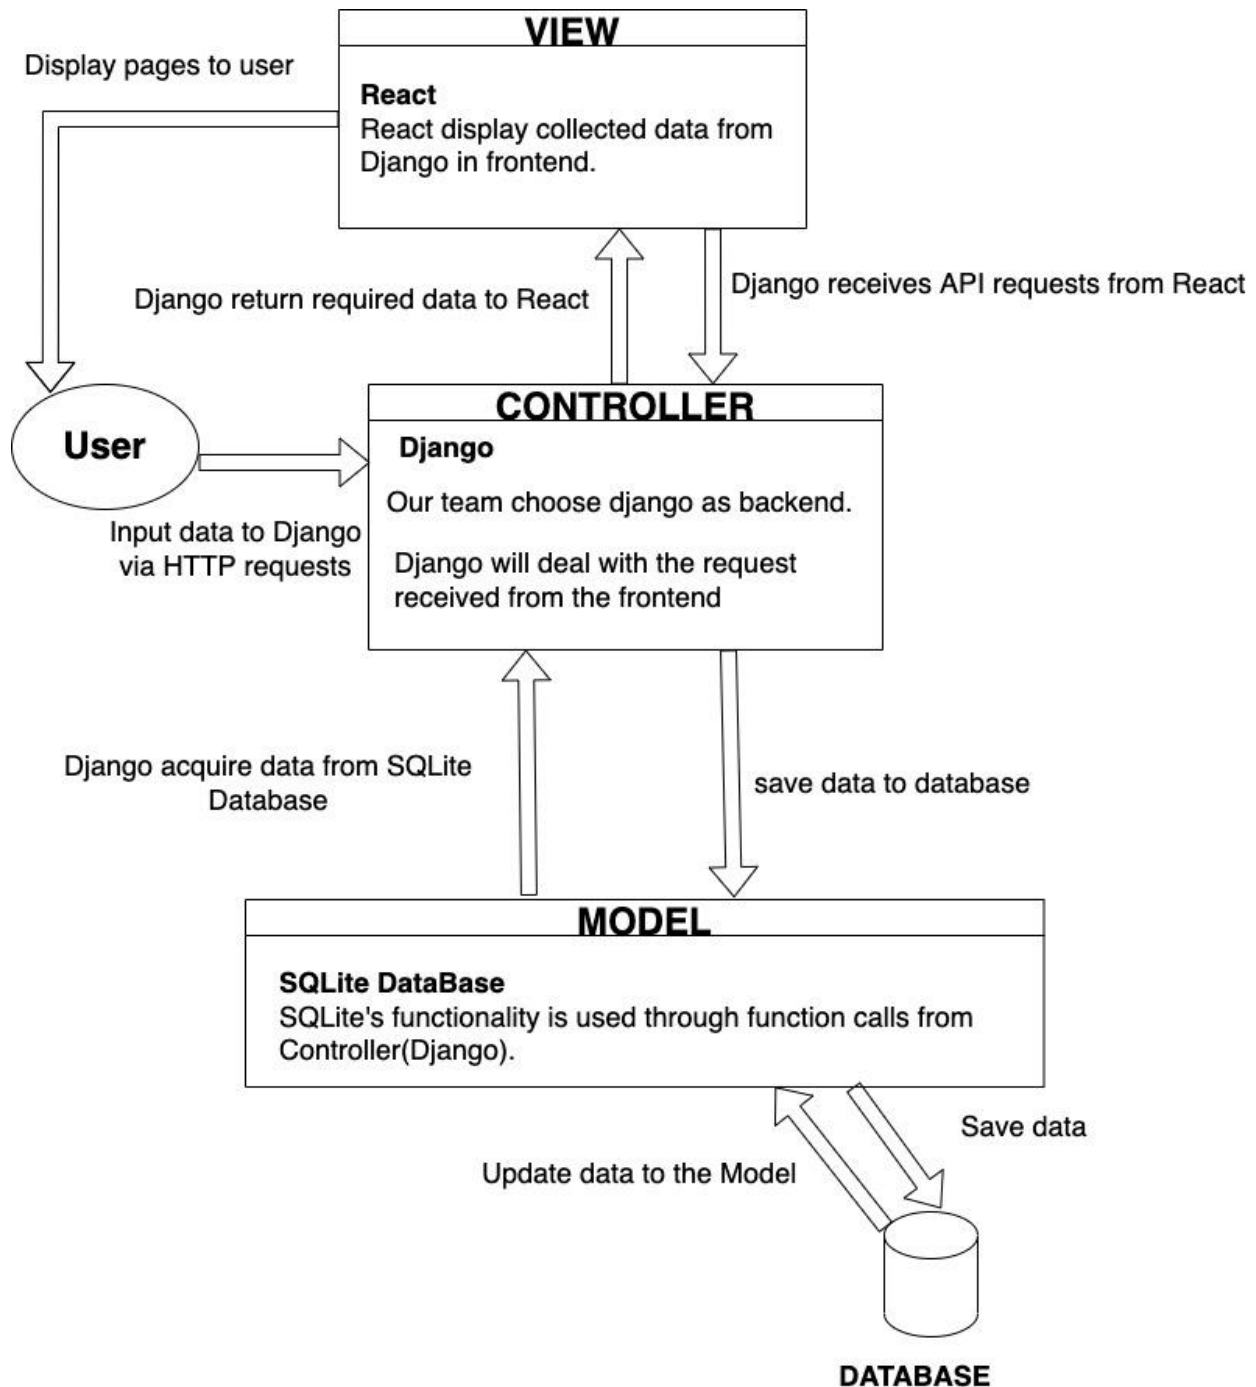 VIEW
Display pages to user
React
React display collected data from
Django in frontend.
Django return required data to React
Django receives API requests from React
CONTROLLER
User
Django
Our team choose django as backend.
Input data to Django
via HTTP requests
Django will deal with the request
received from the frontend
Django acquire data from SQLite
Database
save data to database
MODEL
SQLite DataBase
SQLite's functionality is used through function calls from
Controller(Django).
Save data
Update data to the Model
DATABASE